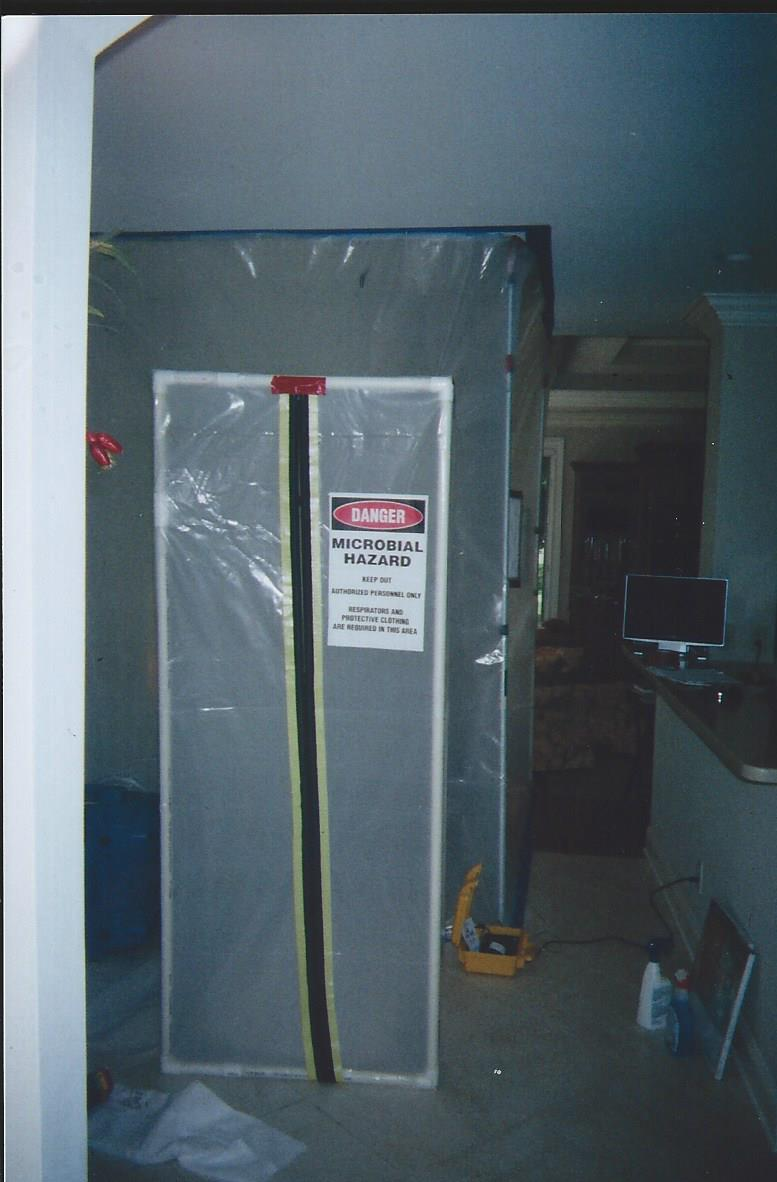 DANGER
MICROBIAL
HAZARD
KEEP OUT
AUTHORIZED PERSONNEL ONLY
RESPIRATORS AND
PROTECTIVE CLOTHING
ARE REQUIRED IN THIS AREA